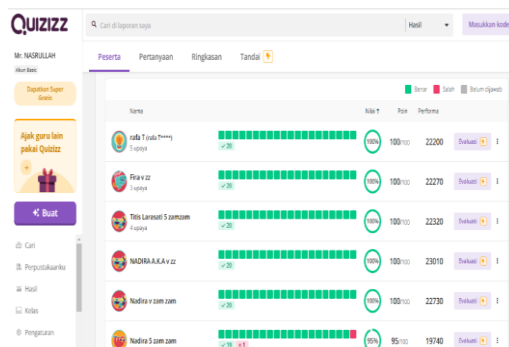 QUIZIZZ
Cari di laporan saya
Hasil
Masukkan kode
Mr. NASRULLAH
Akun Basic
Dapatkan Super
Gratis
Ajak guru lain
pakai Quizizz
Buat
Cari
Perpustakaanku
Hasil
Kelas
Pengaturan
Peserta Pertanyaan Ringkasan Tandai
Benar Salah Belum dijawab
Nama Nilai ↑ Poin Performa
rafa T (rafa T****)
5 upaya
✓ 20
100% 100/100 22200 Evaluasi
Fira v zz
3 upaya
✓ 20
100% 100/100 22270 Evaluasi
Titis Larasati 5 zamzam
4 upaya
✓ 20
100% 100/100 22320 Evaluasi
NADIRA A.K.A v zz
✓ 20
100% 100/100 23010 Evaluasi
Nadira v zam zam
✓ 20
100% 100/100 22730 Evaluasi
Nadira 5 zam zam
✓ 19 × 1
95% 95/100 19740 Evaluasi